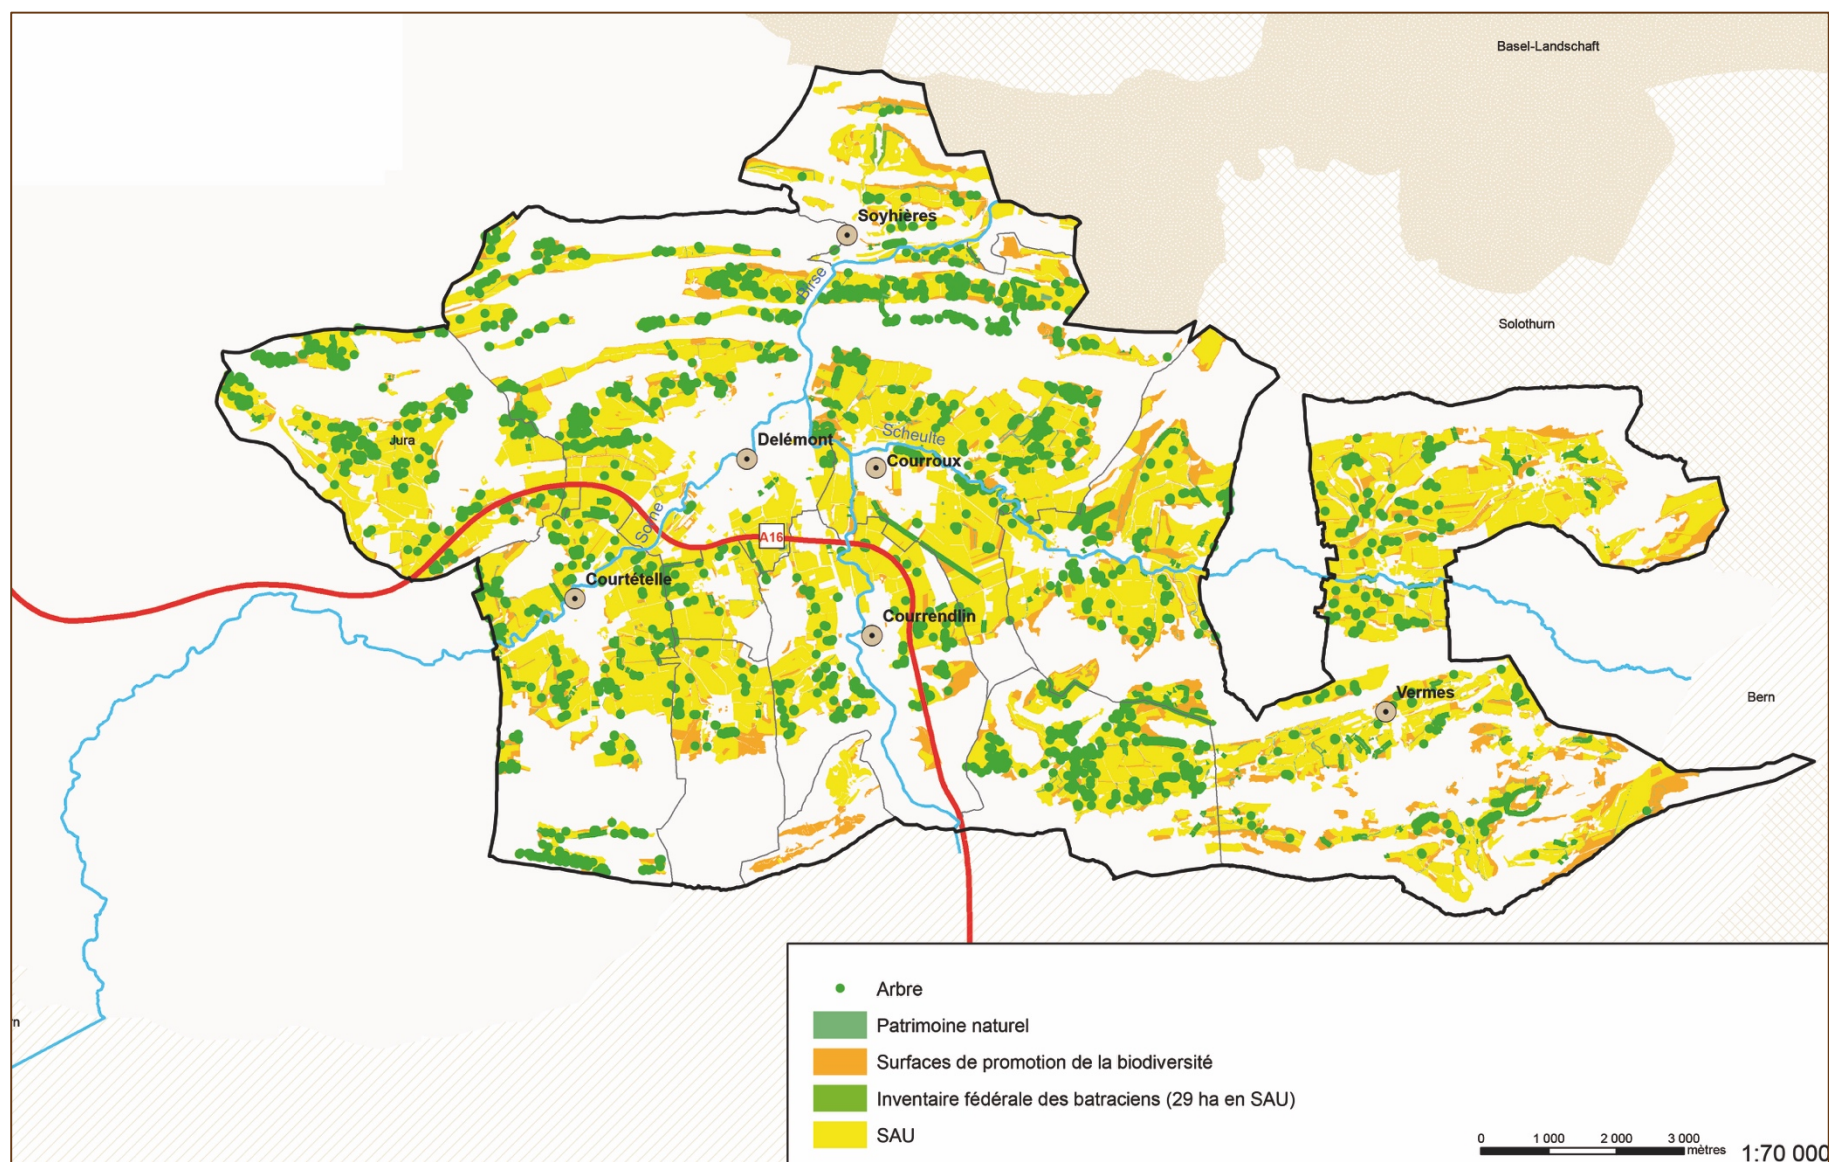 Basel-Landschaft
Soyhières
Birse
Solothurn
Jura
Delémont
Scheulte
Courroux
Sorne
A16
Courtételle
Courrendlin
Vermes
Bern
rn
Arbre
Patrimoine naturel
Surfaces de promotion de la biodiversité
Inventaire fédérale des batraciens (29 ha en SAU)
SAU
0 1 000 2 000 3 000
mètres
1:70 000